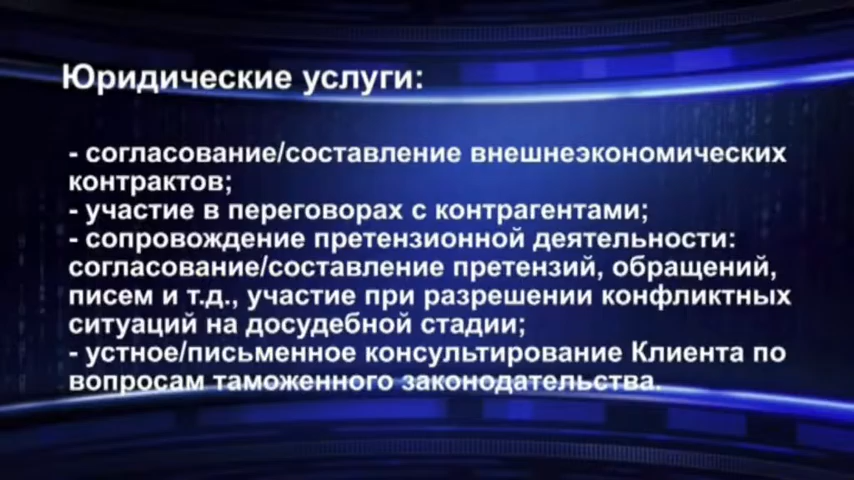 Юридические услуги:
- согласование/составление внешнеэкономических
контрактов;
- участие в переговорах с контрагентами;
- сопровождение претензионной деятельности:
согласование/составление претензий, обращений,
писем и т.д., участие при разрешении конфликтных
ситуаций на досудебной стадии;
- устное/письменное консультирование Клиента по
вопросам таможенного законодательства.